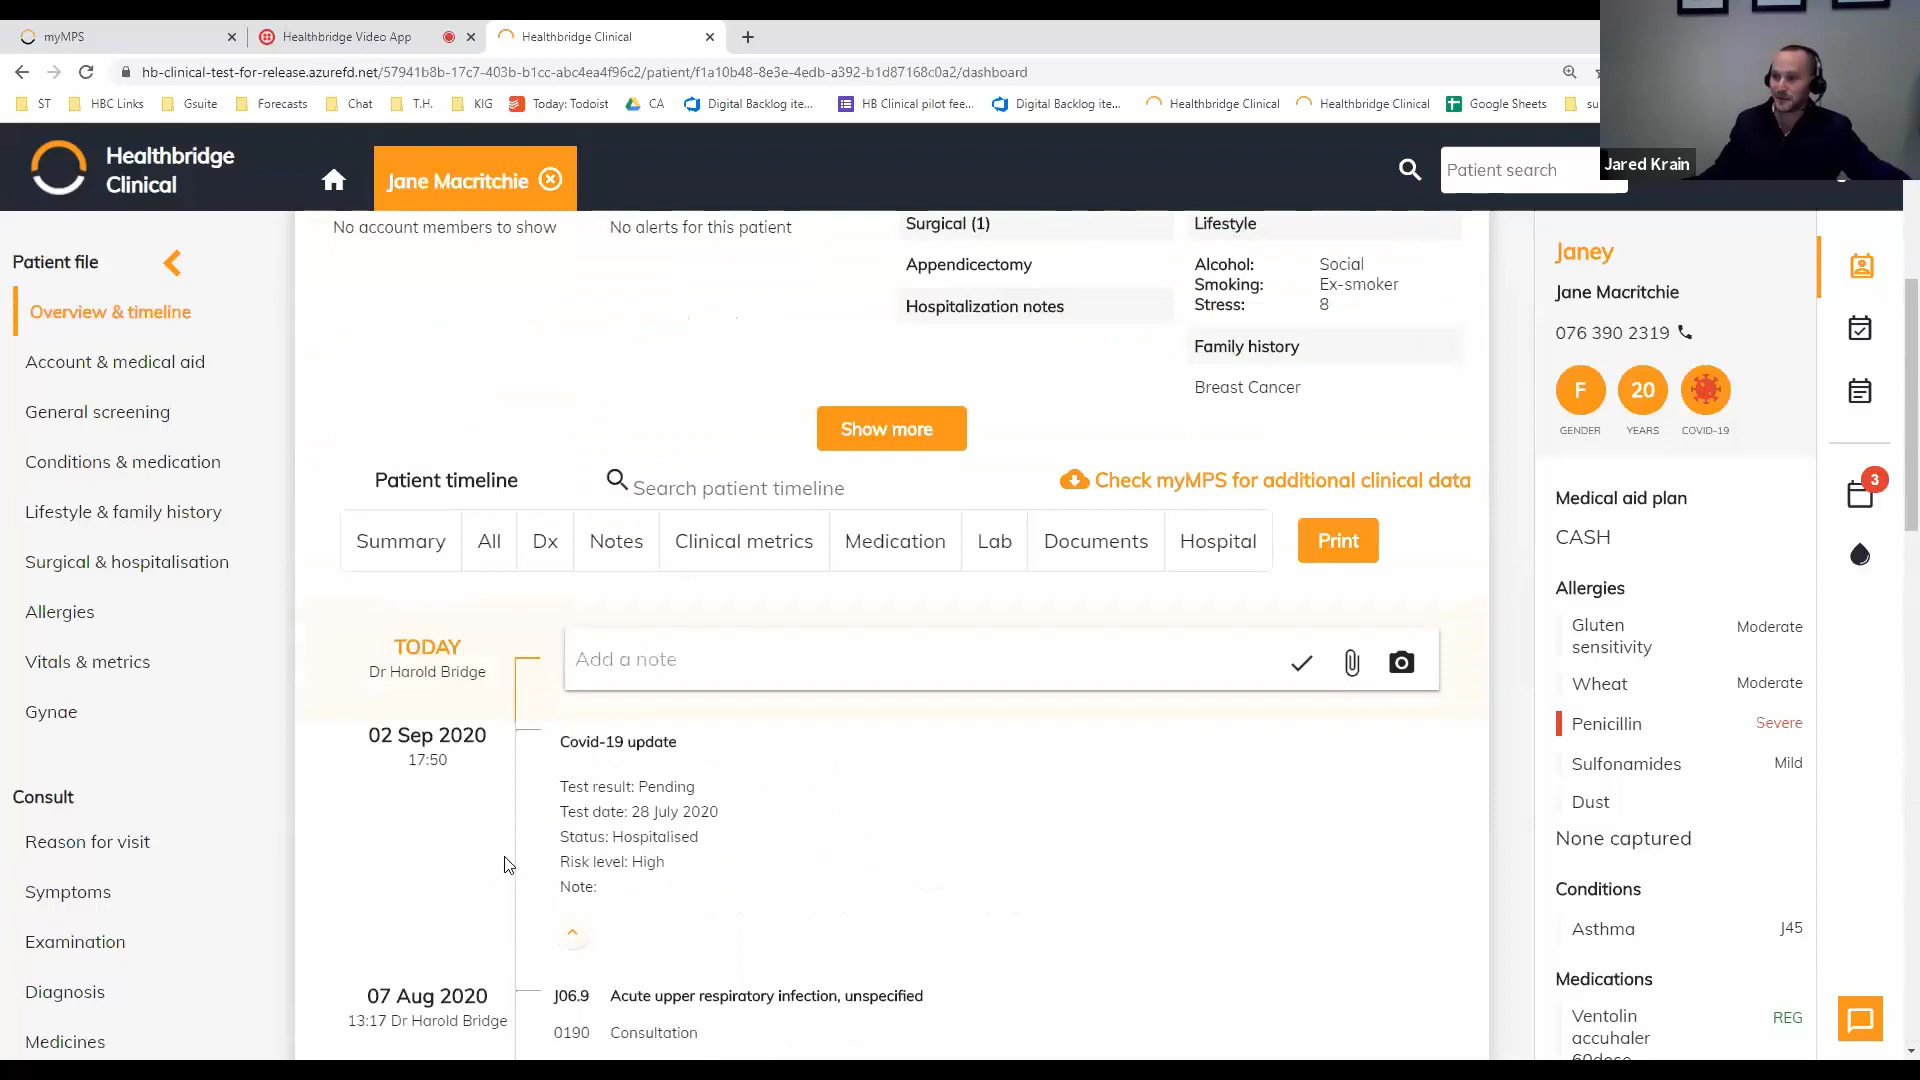 myMPS
Healthbridge Video App
Healthbridge Clinical
hb-clinical-test-for-release.azurefd.net/57941b8b-17c7-403b-b1cc-abc4ea4f96c2/patient/f1a10b48-8e3e-4edb-a392-b1d87168c0a2/dashboard
ST
HBC Links
Gsuite
Forecasts
Chat
T.H.
KIG
Today: Todoist
CA
Digital Backlog ite...
HB Clinical pilot fee...
Digital Backlog ite...
Healthbridge Clinical
Healthbridge Clinical
Google Sheets
su
Jared Krain
Healthbridge
Clinical
Jane Macritchie
Patient search
Patient file
Overview & timeline
Account & medical aid
General screening
Conditions & medication
Lifestyle & family history
Surgical & hospitalisation
Allergies
Vitals & metrics
Gynae
Consult
Reason for visit
Symptoms
Examination
Diagnosis
Medicines
No account members to show
No alerts for this patient
Surgical (1)
Appendicectomy
Hospitalization notes
Lifestyle
Alcohol: Social
Smoking: Ex-smoker
Stress: 8
Family history
Breast Cancer
Show more
Patient timeline
Search patient timeline
Check myMPS for additional clinical data
Summary
All
Dx
Notes
Clinical metrics
Medication
Lab
Documents
Hospital
Print
TODAY
Dr Harold Bridge
Add a note
02 Sep 2020
17:50
Covid-19 update
Test result: Pending
Test date: 28 July 2020
Status: Hospitalised
Risk level: High
Note:
07 Aug 2020
13:17 Dr Harold Bridge
J06.9 Acute upper respiratory infection, unspecified
0190 Consultation
Janey
Jane Macritchie
076 390 2319
F
20
GENDER
YEARS
COVID-19
3
Medical aid plan
CASH
Allergies
Gluten
sensitivity
Moderate
Wheat Moderate
Penicillin Severe
Sulfonamides Mild
Dust
None captured
Conditions
Asthma J45
Medications
Ventolin
accuhaler
60dose
REG